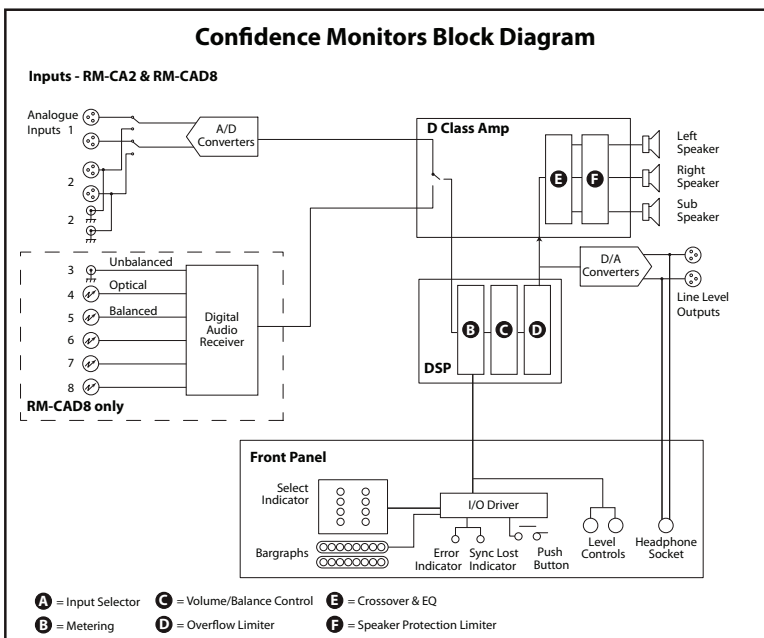 Confidence Monitors Block Diagram
Inputs - RM-CA2 & RM-CAD8
Analogue
Inputs 1
2
2
A/D
Converters
D Class Amp
E
F
Left
Speaker
Right
Speaker
Sub
Speaker
D/A
Converters
Line Level
Outputs
3
Unbalanced
4
Optical
5
Balanced
6
7
8
Digital
Audio
Receiver
RM-CAD8 only
B
C
D
DSP
Front Panel
Select
Indicator
Bargraphs
I/O Driver
Error
Indicator
Sync Lost
Indicator
Push
Button
Level
Controls
Headphone
Socket
A = Input Selector
C = Volume/Balance Control
E = Crossover & EQ
B = Metering
D = Overflow Limiter
F = Speaker Protection Limiter